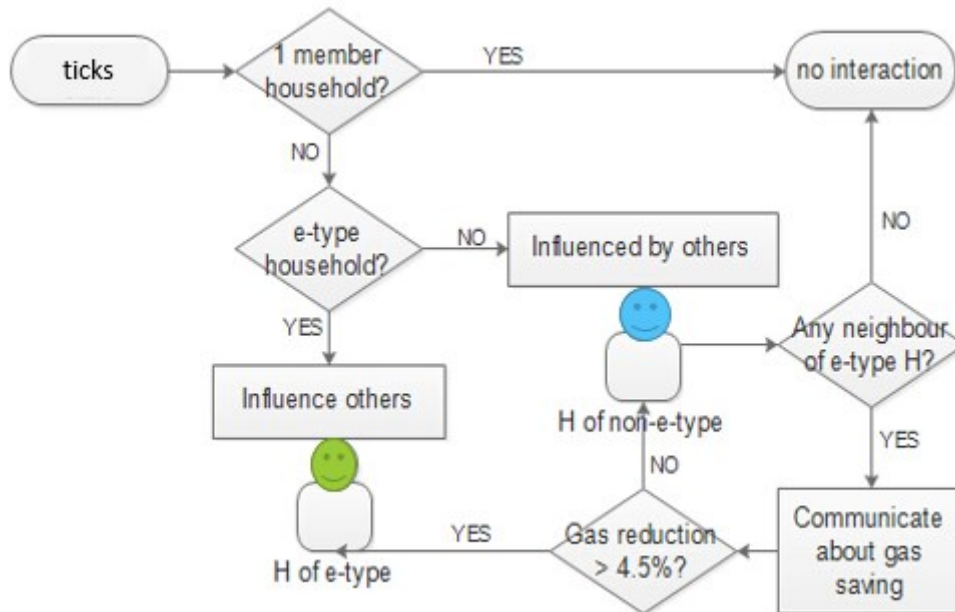 ticks
1 member
household?
YES
no interaction
NO
e-type
household?
NO
Influenced by others
NO
YES
Any neighbour
of e-type H?
Influence others
H of non-e-type
YES
NO
Communicate
about gas
saving
Gas reduction
> 4.5%?
YES
H of e-type